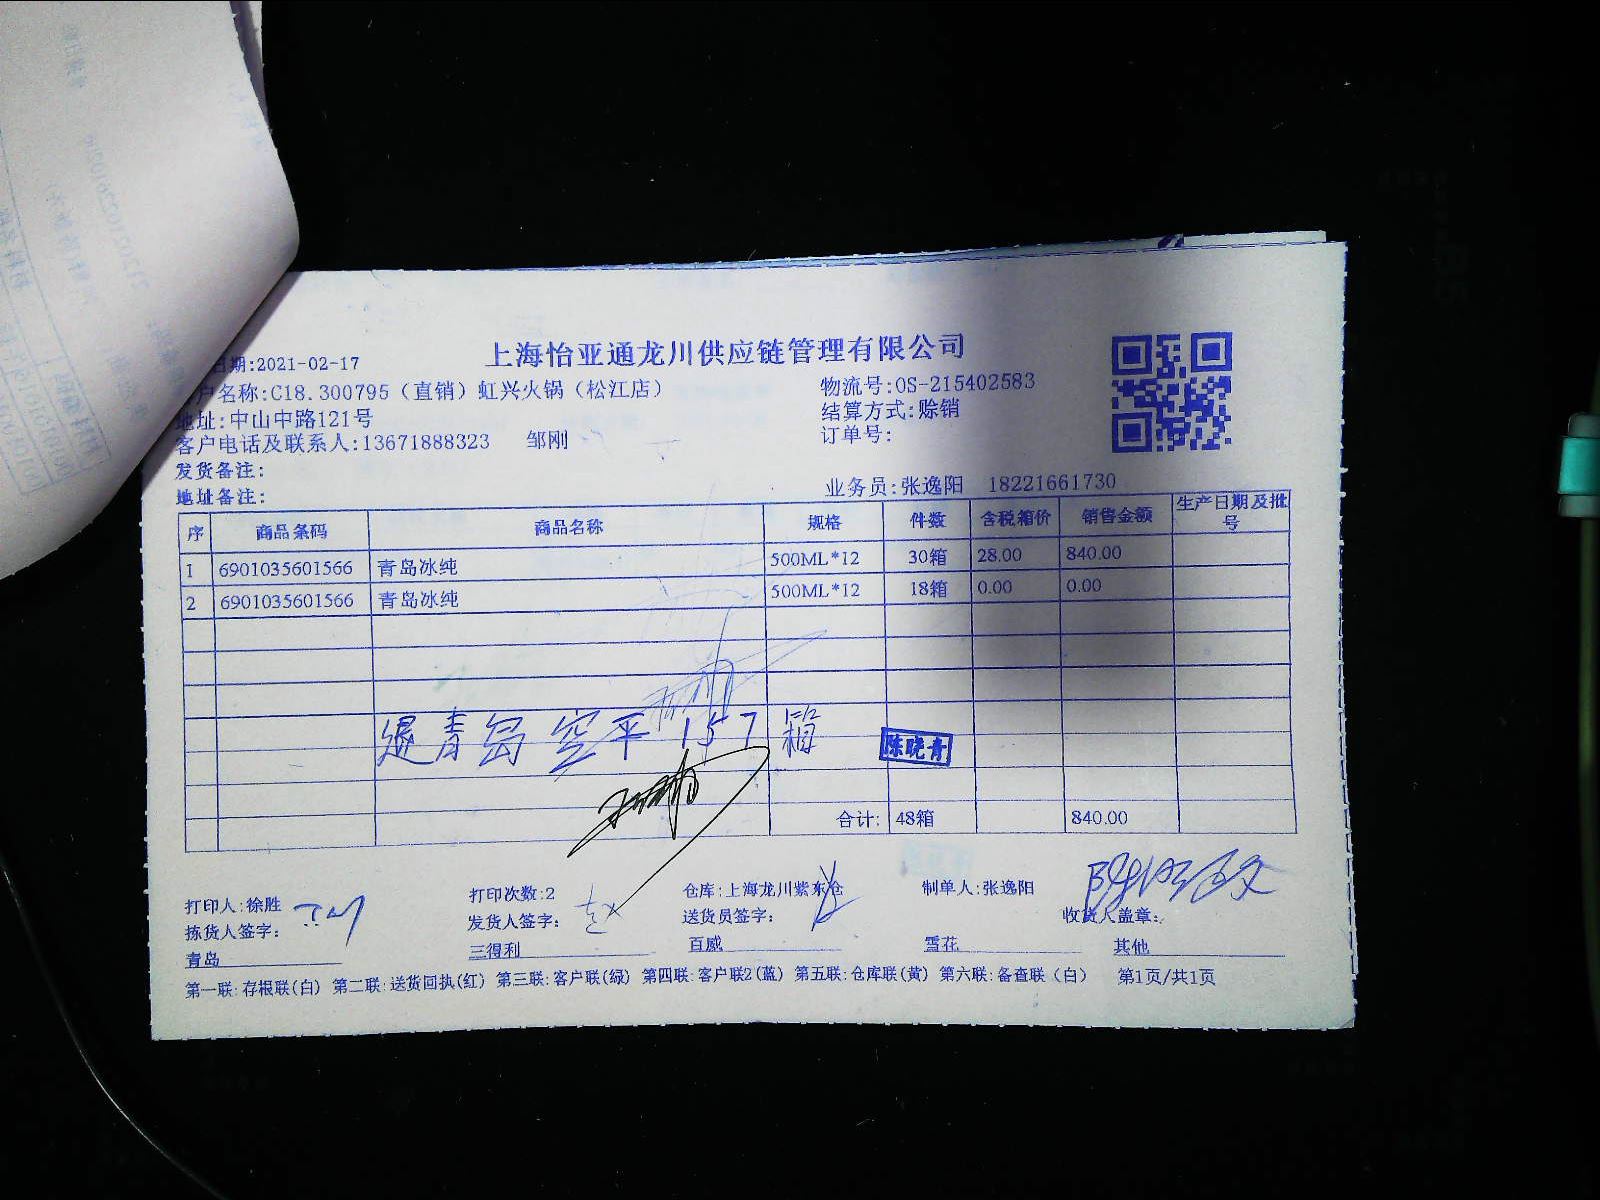 上海怡亚通龙川供应链管理有限公司
日期:2021-02-17
户名称:C18.300795（直销）虹兴火锅（松江店）
物流号:OS-215402583
地址:中山中路121号
结算方式:赊销
客户电话及联系人:13671888323 邹刚
订单号:
发货备注:
地址备注:
业务员:张逸阳 18221661730
序 商品条码 商品名称 规格 件数 含税箱价 销售金额 生产日期及批号
1 6901035601566 青岛冰纯 500ML*12 30箱 28.00 840.00
2 6901035601566 青岛冰纯 500ML*12 18箱 0.00 0.00
退青岛空平157箱
陈晓青
合计: 48箱 840.00
打印人:徐胜 打印次数:2 仓库:上海龙川紫东仓 制单人:张逸阳
拣货人签字: 发货人签字: 送货员签字: 收货人盖章:
青岛 三得利 百威 雪花 其他
第一联:存根联(白) 第二联:送货回执(红) 第三联:客户联(绿) 第四联:客户联2(蓝) 第五联:仓库联(黄) 第六联:备查联（白） 第1页/共1页